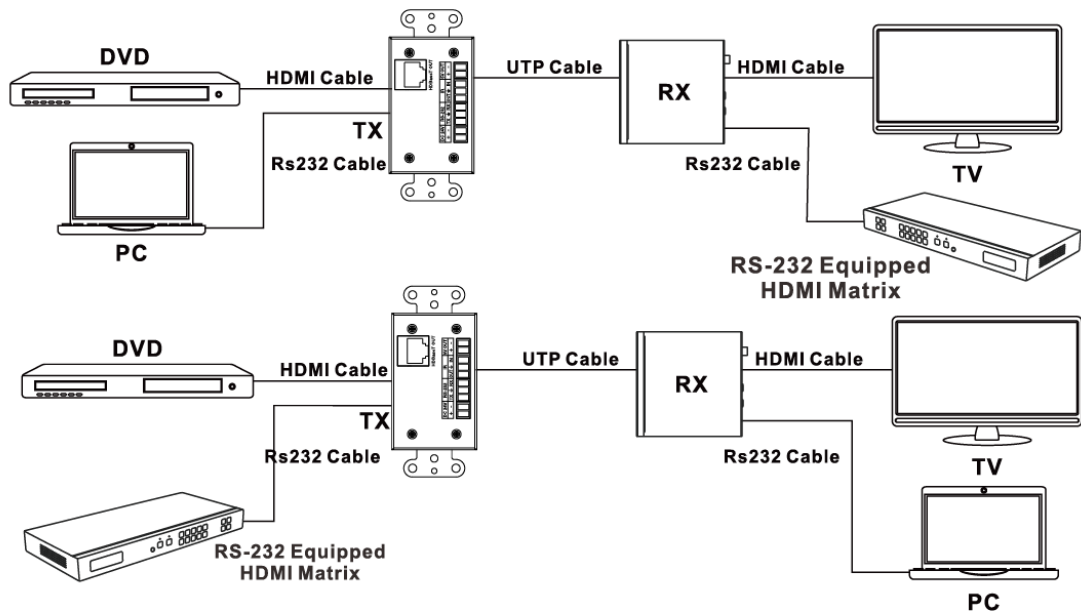 DVD
HDMI Cable
UTP Cable
HDMI Cable
RX
TX
Rs232 Cable
Rs232 Cable
TV
PC
RS-232 Equipped
HDMI Matrix
DVD
HDMI Cable
UTP Cable
HDMI Cable
RX
TX
Rs232 Cable
Rs232 Cable
TV
RS-232 Equipped
HDMI Matrix
PC